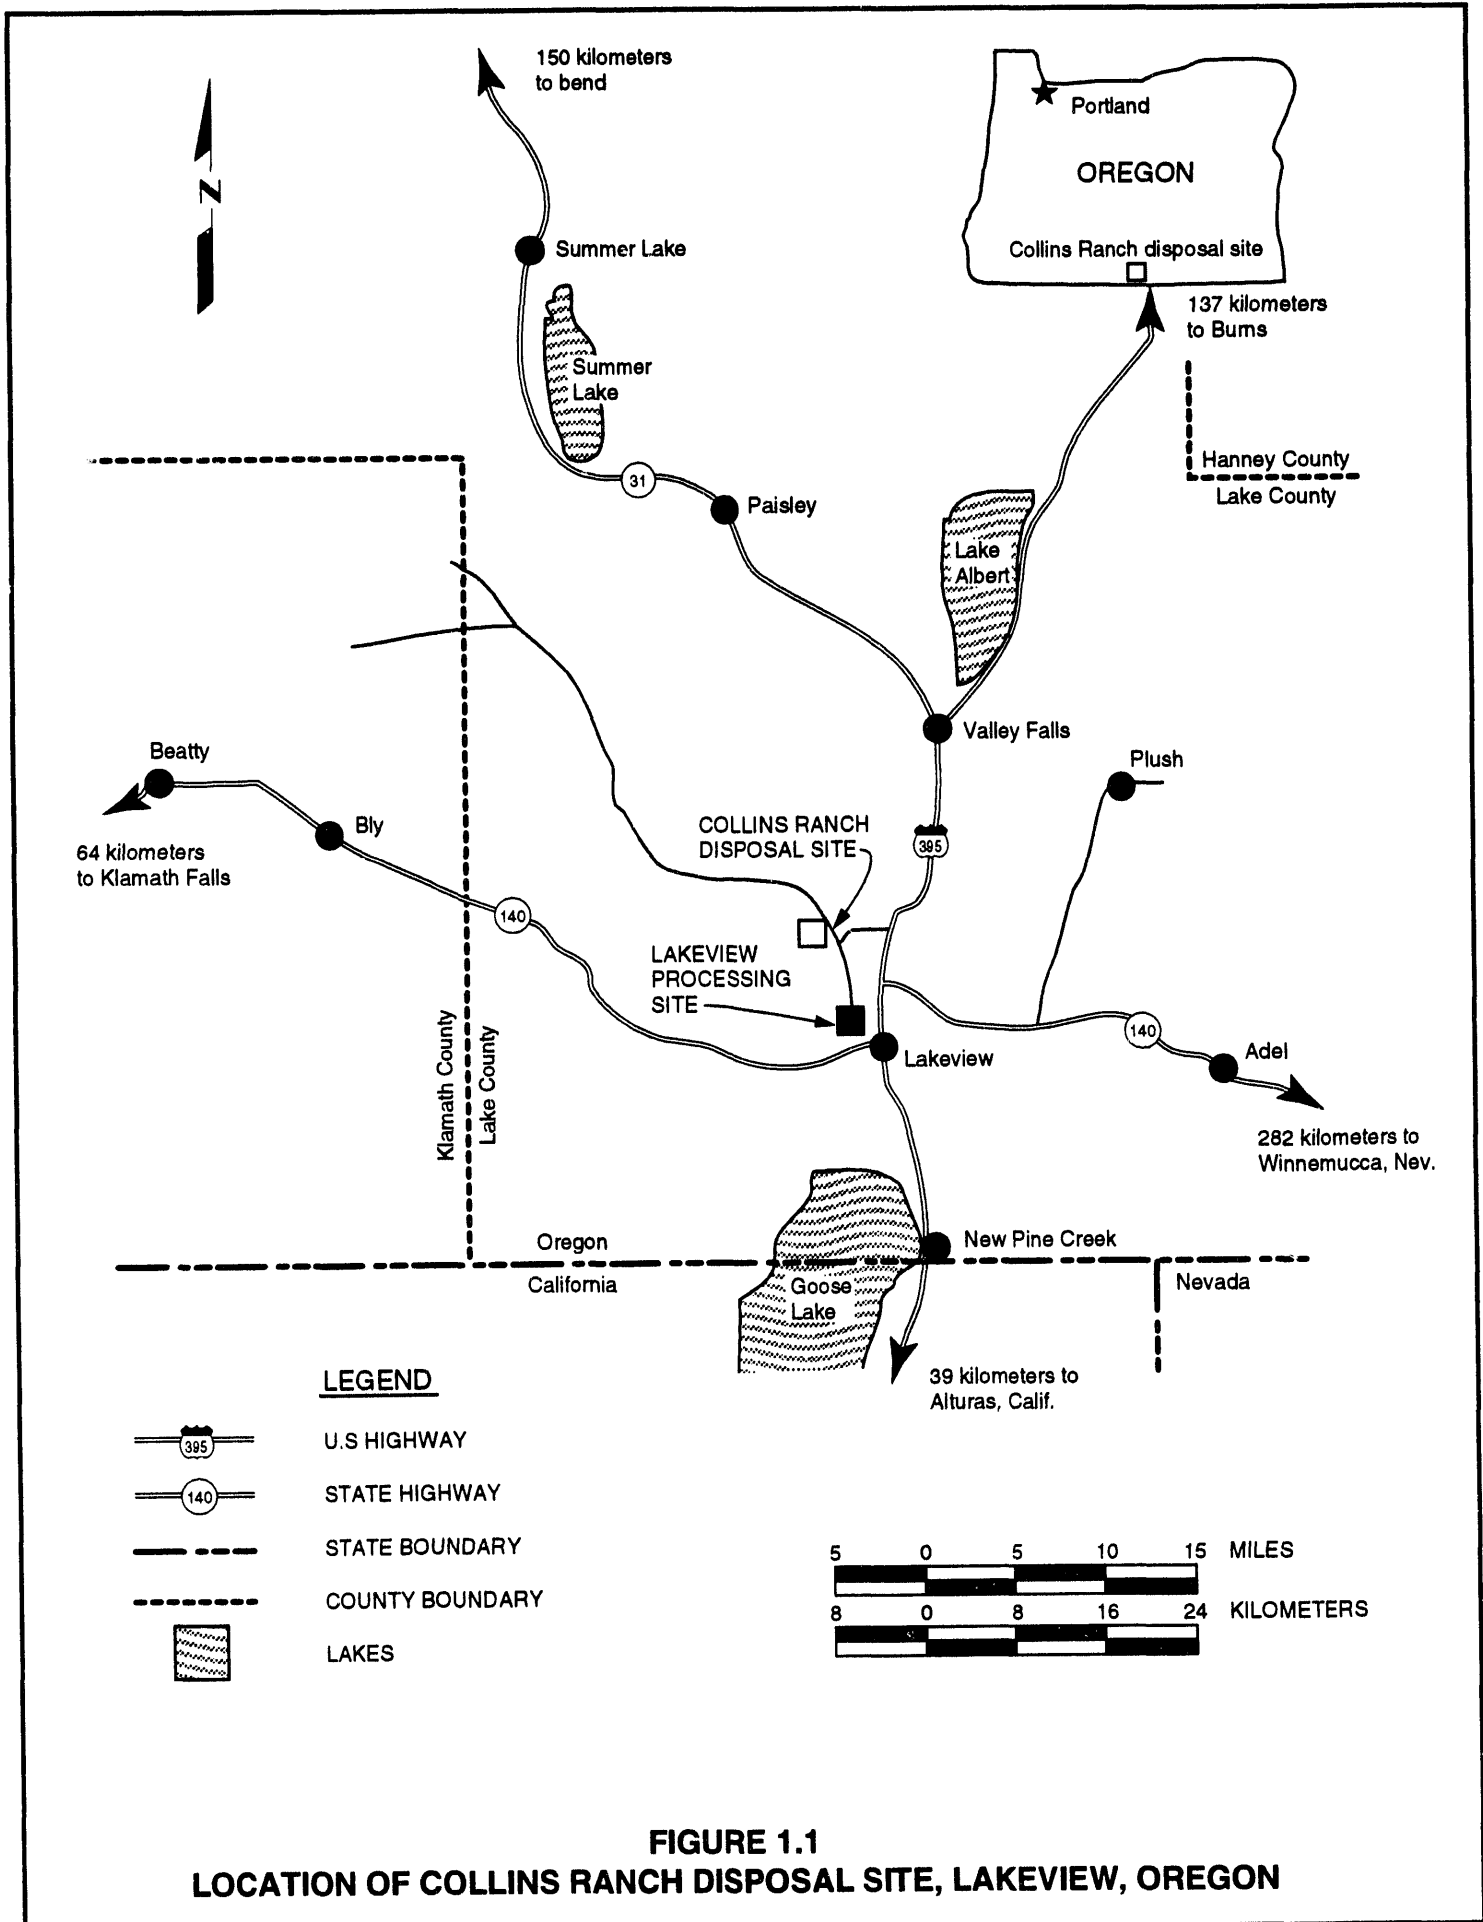 150 kilometers
to bend
N
Portland
OREGON
Collins Ranch disposal site
137 kilometers
to Burns
Summer Lake
Summer
Lake
31
Paisley
Hanney County
Lake County
Lake
Albert
Valley Falls
Beatty
Plush
Bly
64 kilometers
to Klamath Falls
COLLINS RANCH
DISPOSAL SITE
395
140
LAKEVIEW
PROCESSING
SITE
Klamath County
Lake County
Lakeview
140
Adel
282 kilometers to
Winnemucca, Nev.
Oregon
California
New Pine Creek
Goose
Lake
Nevada
39 kilometers to
Alturas, Calif.
LEGEND
395 U.S HIGHWAY
140 STATE HIGHWAY
STATE BOUNDARY
COUNTY BOUNDARY
LAKES
5 0 5 10 15 MILES
8 0 8 16 24 KILOMETERS
FIGURE 1.1
LOCATION OF COLLINS RANCH DISPOSAL SITE, LAKEVIEW, OREGON